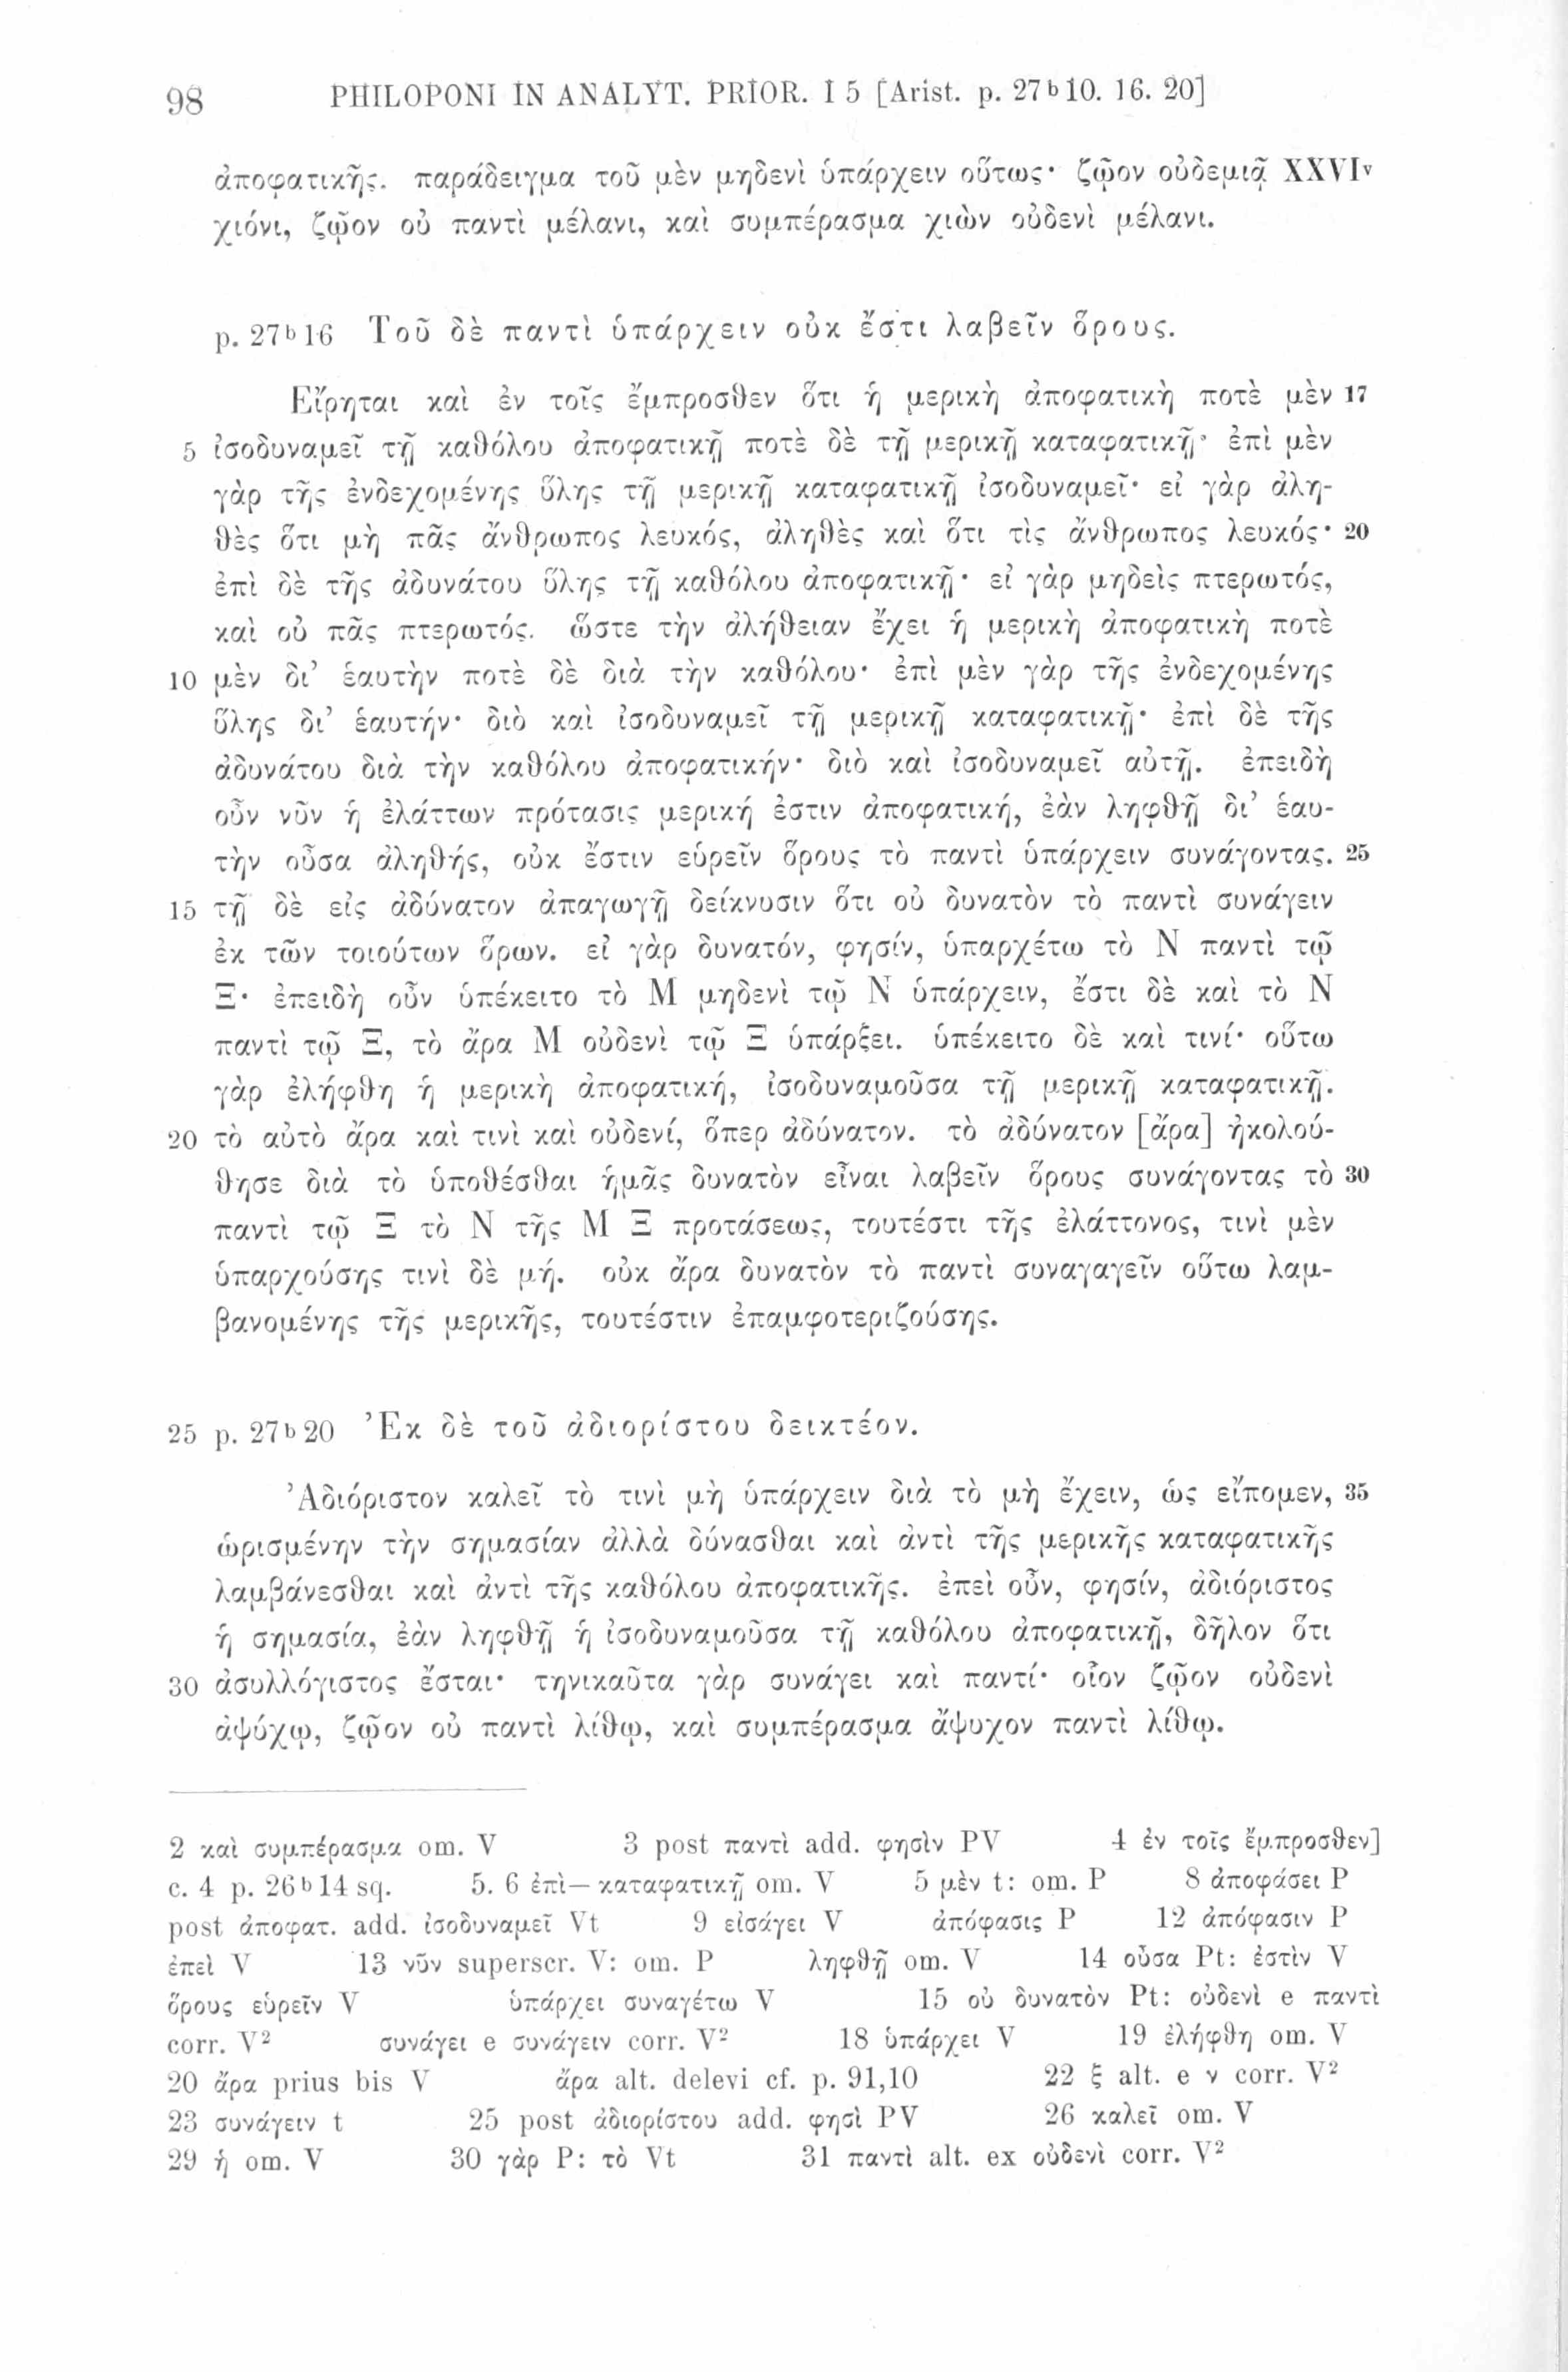 98 PHILOPONI IN ANALYT. PRIOR. I 5 [Arist. p. 27ᵇ10. 16. 20]
ἀποφατικῆς. παράδειγμα τοῦ μὲν μηδενὶ ὑπάρχειν οὕτως· ζῷον οὐδεμιᾷ XXVIᵛ
χιόνι, ζῷον οὐ παντὶ μέλανι, καὶ συμπέρασμα χιὼν οὐδενὶ μέλανι.
p. 27ᵇ16 Τοῦ δὲ παντὶ ὑπάρχειν οὐκ ἔστι λαβεῖν ὅρους.
Εἴρηται καὶ ἐν τοῖς ἔμπροσθεν ὅτι ἡ μερικὴ ἀποφατικὴ ποτὲ μὲν 17
5 ἰσοδυναμεῖ τῇ καθόλου ἀποφατικῇ ποτὲ δὲ τῇ μερικῇ καταφατικῇ· ἐπὶ μὲν
γὰρ τῆς ἐνδεχομένης ὕλης τῇ μερικῇ καταφατικῇ ἰσοδυναμεῖ· εἰ γὰρ ἀλη-
θὲς ὅτι μὴ πᾶς ἄνθρωπος λευκός, ἀληθὲς καὶ ὅτι τὶς ἄνθρωπος λευκός· 20
ἐπὶ δὲ τῆς ἀδυνάτου ὕλης τῇ καθόλου ἀποφατικῇ· εἰ γὰρ μηδεὶς πτερωτός,
καὶ οὐ πᾶς πτερωτός. ὥστε τὴν ἀλήθειαν ἔχει ἡ μερικὴ ἀποφατικὴ ποτὲ
10 μὲν δι’ ἑαυτὴν ποτὲ δὲ διὰ τὴν καθόλου· ἐπὶ μὲν γὰρ τῆς ἐνδεχομένης
ὕλης δι’ ἑαυτήν· διὸ καὶ ἰσοδυναμεῖ τῇ μερικῇ καταφατικῇ· ἐπὶ δὲ τῆς
ἀδυνάτου διὰ τὴν καθόλου ἀποφατικήν· διὸ καὶ ἰσοδυναμεῖ αὐτῇ. ἐπειδὴ
οὖν νῦν ἡ ἐλάττων πρότασις μερική ἐστιν ἀποφατική, ἐὰν ληφθῇ δι’ ἑαυ-
τὴν οὖσα ἀληθής, οὐκ ἔστιν εὑρεῖν ὅρους τὸ παντὶ ὑπάρχειν συνάγοντας. 25
15 τῇ δὲ εἰς ἀδύνατον ἀπαγωγῇ δείκνυσιν ὅτι οὐ δυνατὸν τὸ παντὶ συνάγειν
ἐκ τῶν τοιούτων ὅρων. εἰ γὰρ δυνατόν, φησίν, ὑπαρχέτω τὸ Ν παντὶ τῷ
Ξ· ἐπειδὴ οὖν ὑπέκειτο τὸ Μ μηδενὶ τῷ Ν ὑπάρχειν, ἔστι δὲ καὶ τὸ Ν
παντὶ τῷ Ξ, τὸ ἄρα Μ οὐδενὶ τῷ Ξ ὑπάρξει. ὑπέκειτο δὲ καὶ τινί· οὕτω
γὰρ ἐλήφθη ἡ μερικὴ ἀποφατική, ἰσοδυναμοῦσα τῇ μερικῇ καταφατικῇ.
20 τὸ αὐτὸ ἄρα καὶ τινὶ καὶ οὐδενί, ὅπερ ἀδύνατον. τὸ ἀδύνατον [ἄρα] ἠκολού-
θησε διὰ τὸ ὑποθέσθαι ἡμᾶς δυνατὸν εἶναι λαβεῖν ὅρους συνάγοντας τὸ 30
παντὶ τῷ Ξ τὸ Ν τῆς Μ Ξ προτάσεως, τουτέστι τῆς ἐλάττονος, τινὶ μὲν
ὑπαρχούσης τινὶ δὲ μή. οὐκ ἄρα δυνατὸν τὸ παντὶ συναγαγεῖν οὕτω λαμ-
βανομένης τῆς μερικῆς, τουτέστιν ἐπαμφοτεριζούσης.
25 p. 27ᵇ20 Ἐκ δὲ τοῦ ἀδιορίστου δεικτέον.
Ἀδιόριστον καλεῖ τὸ τινὶ μὴ ὑπάρχειν διὰ τὸ μὴ ἔχειν, ὡς εἴπομεν, 35
ὡρισμένην τὴν σημασίαν ἀλλὰ δύνασθαι καὶ ἀντὶ τῆς μερικῆς καταφατικῆς
λαμβάνεσθαι καὶ ἀντὶ τῆς καθόλου ἀποφατικῆς. ἐπεὶ οὖν, φησίν, ἀδιόριστος
ἡ σημασία, ἐὰν ληφθῇ ἡ ἰσοδυναμοῦσα τῇ καθόλου ἀποφατικῇ, δῆλον ὅτι
30 ἀσυλλόγιστος ἔσται· τηνικαῦτα γὰρ συνάγει καὶ παντί· οἷον ζῷον οὐδενὶ
ἀψύχῳ, ζῷον οὐ παντὶ λίθῳ, καὶ συμπέρασμα ἄψυχον παντὶ λίθῳ.
2 καὶ συμπέρασμα om. V 3 post παντὶ add. φησὶν PV 4 ἐν τοῖς ἔμπροσθεν]
c. 4 p. 26ᵇ14 sq. 5. 6 ἐπὶ— καταφατικῇ om. V 5 μὲν t: om. P 8 ἀποφάσει P
post ἀποφατ. add. ἰσοδυναμεῖ Vt 9 εἰσάγει V ἀπόφασις P 12 ἀπόφασιν P
ἐπεὶ V 13 νῦν superscr. V: om. P ληφθῇ om. V 14 οὖσα Pt: ἐστὶν V
ὅρους εὑρεῖν V ὑπάρχει συναγέτω V 15 οὐ δυνατὸν Pt: οὐδενὶ e παντὶ
corr. V² συνάγει e συνάγειν corr. V² 18 ὑπάρχει V 19 ἐλήφθη om. V
20 ἄρα prius bis V ἄρα alt. delevi cf. p. 91,10 22 ξ alt. e ν corr. V²
23 συνάγειν t 25 post ἀδιορίστου add. φησὶ PV 26 καλεῖ om. V
29 ἡ om. V 30 γὰρ P: τὸ Vt 31 παντὶ alt. ex οὐδενὶ corr. V²